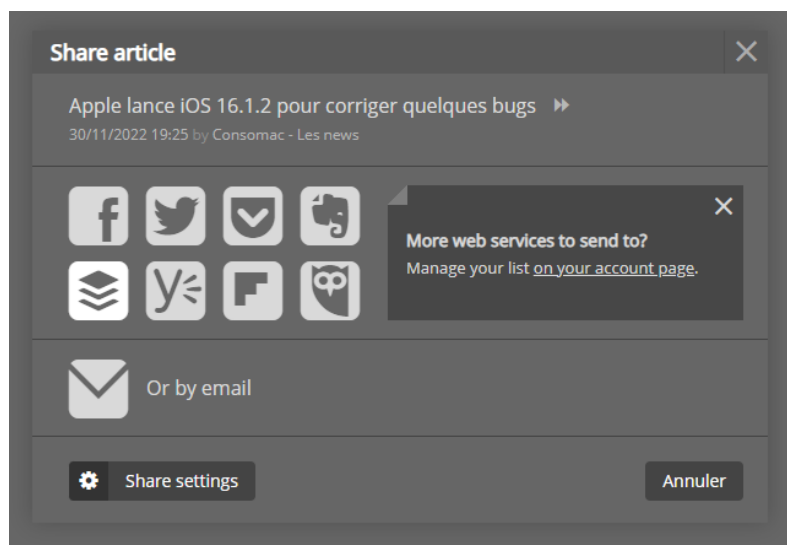 Share article
Apple lance iOS 16.1.2 pour corriger quelques bugs
30/11/2022 19:25 by Consomac - Les news
More web services to send to?
Manage your list on your account page.
Or by email
Share settings
Annuler